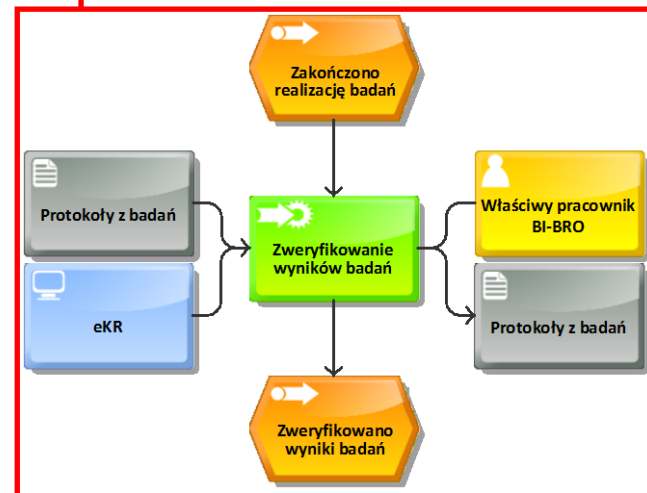 Zakończono
realizację badań
Protokoły z badań
Zweryfikowanie
wyników badań
Właściwy pracownik
BI-BRO
eKR
Protokoły z badań
Zweryfikowano
wyniki badań